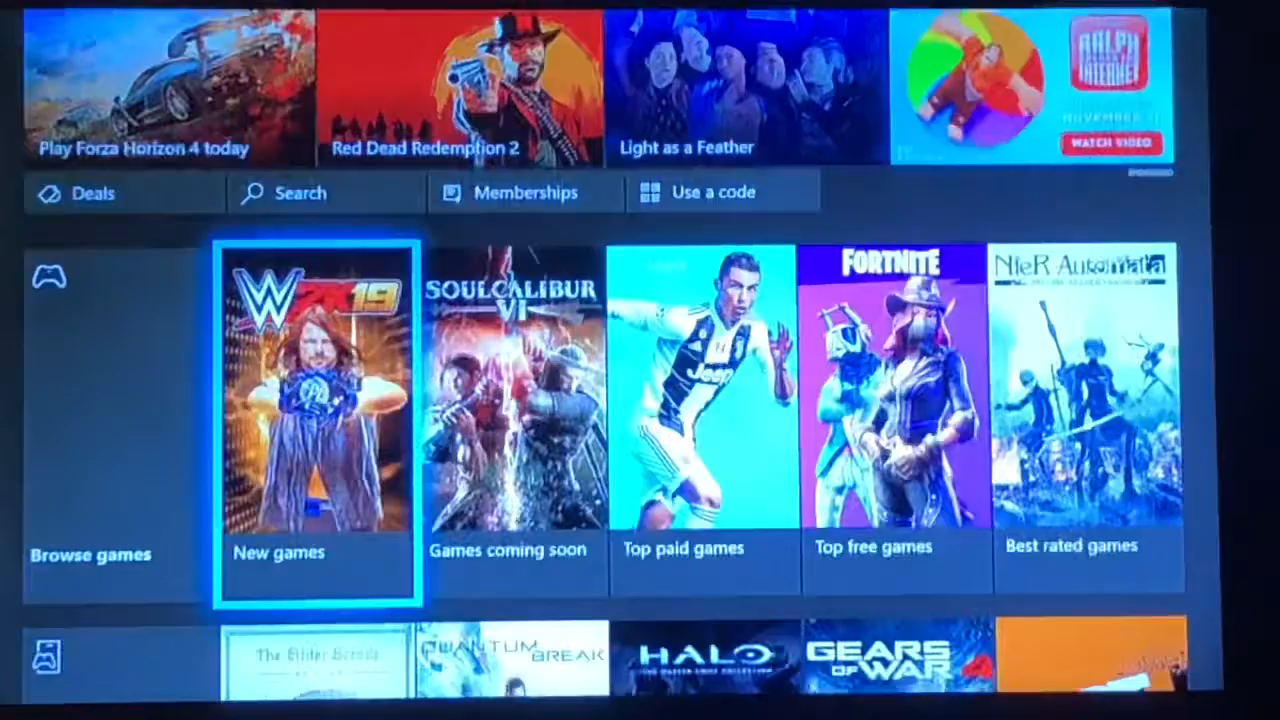 Play Forza Horizon 4 today
Red Dead Redemption 2
Light as a Feather
RALPH
INTERNET
WATCH VIDEO
Deals
Search
Memberships
Use a code
W 2K19
SOULCALIBUR
VI
Jeep
FORTNITE
NieR Automata
Browse games
New games
Games coming soon
Top paid games
Top free games
Best rated games
The Elder Scrolls
QUANTUM BREAK
HALO
GEARS
OF WAR 4